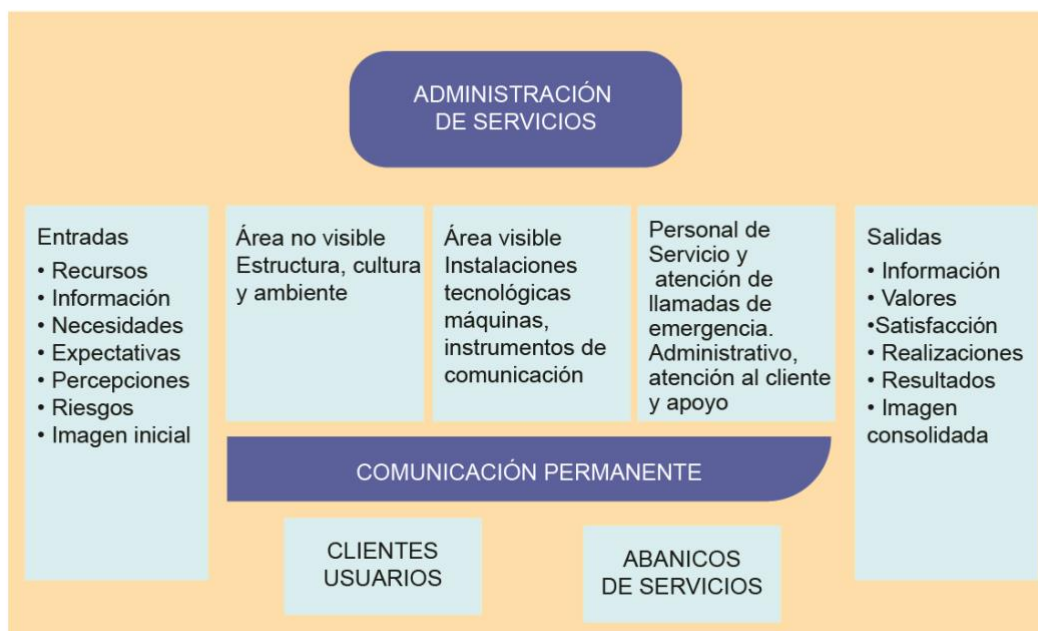 ADMINISTRACIÓN
DE SERVICIOS
Entradas
• Recursos
• Información
• Necesidades
• Expectativas
• Percepciones
• Riesgos
• Imagen inicial
Área no visible
Estructura, cultura
y ambiente
Área visible
Instalaciones
tecnológicas
máquinas,
instrumentos de
comunicación
Personal de
Servicio y
atención de
llamadas de
emergencia.
Administrativo,
atención al cliente
y apoyo
Salidas
• Información
• Valores
•Satisfacción
• Realizaciones
• Resultados
• Imagen
consolidada
COMUNICACIÓN PERMANENTE
CLIENTES
USUARIOS
ABANICOS
DE SERVICIOS